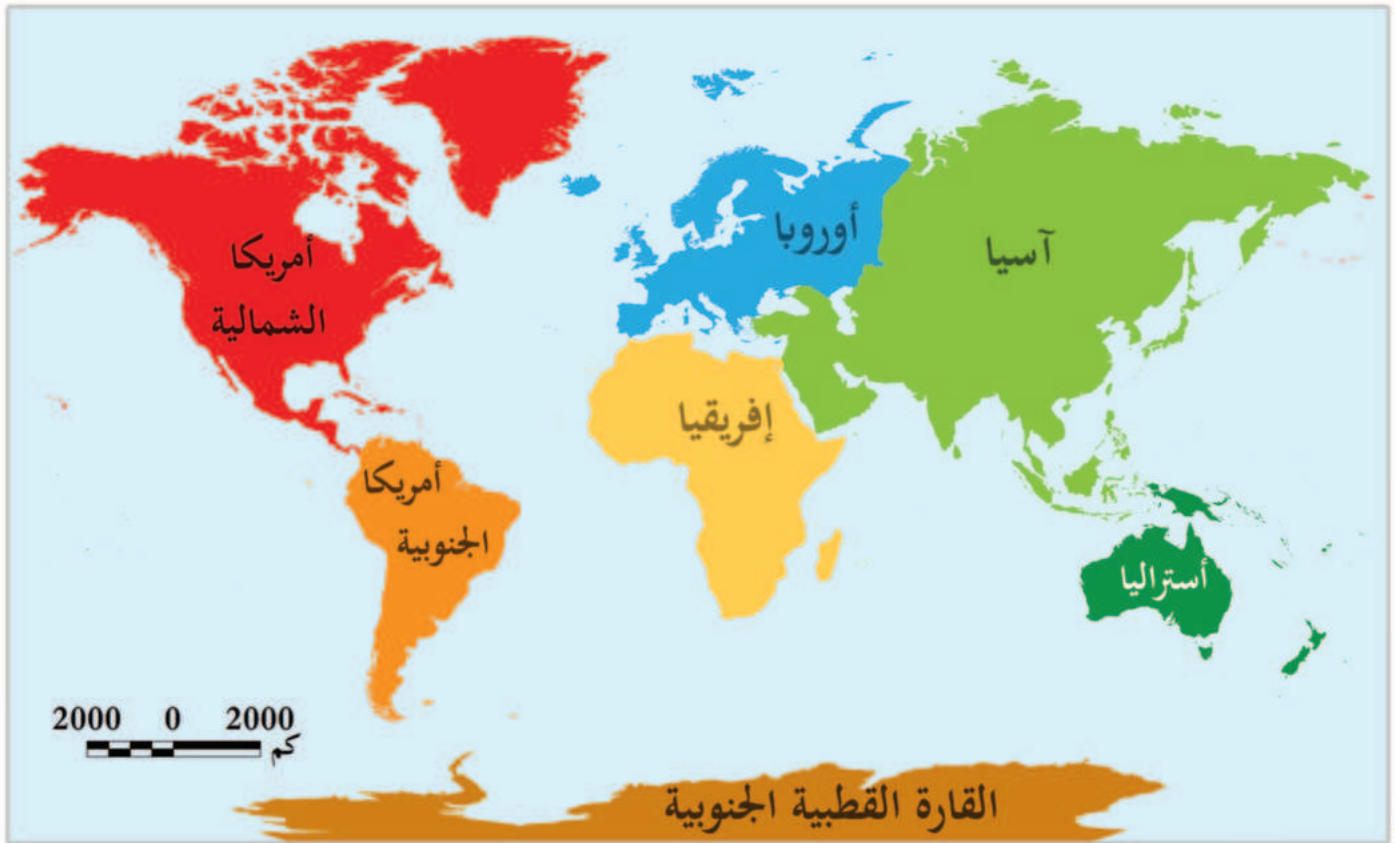 أمريكا
الشمالية
أوروبا
آسيا
إفريقيا
أمريكا
الجنوبية
أستراليا
2000 0 2000
كم
القارة القطبية الجنوبية